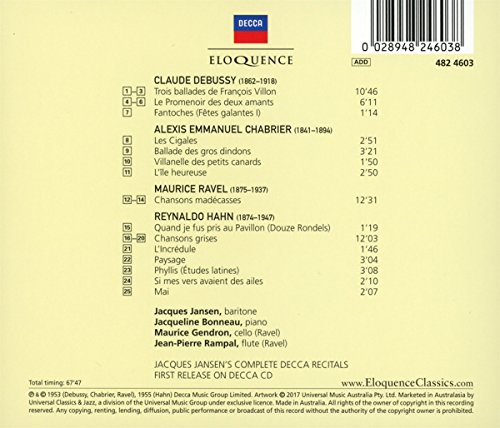 DECCA
ELOQUENCE
0 028948 246038
ADD 482 4603
CLAUDE DEBUSSY (1862–1918)
1 – 3 Trois ballades de François Villon 10'46
4 – 6 Le Promenoir des deux amants 6'11
7 Fantoches (Fêtes galantes I) 1'14
ALEXIS EMMANUEL CHABRIER (1841–1894)
8 Les Cigales 2'51
9 Ballade des gros dindons 3'21
10 Villanelle des petits canards 1'50
11 L'île heureuse 2'50
MAURICE RAVEL (1875–1937)
12 – 14 Chansons madécasses 12'31
REYNALDO HAHN (1874–1947)
15 Quand je fus pris au Pavillon (Douze Rondels) 1'19
16 – 20 Chansons grises 12'03
21 L'Incrédule 1'46
22 Paysage 3'04
23 Phyllis (Études latines) 3'08
24 Si mes vers avaient des ailes 2'10
25 Mai 2'07
Jacques Jansen, baritone
Jacqueline Bonneau, piano
Maurice Gendron, cello (Ravel)
Jean-Pierre Rampal, flute (Ravel)
JACQUES JANSEN'S COMPLETE DECCA RECITALS
FIRST RELEASE ON DECCA CD
Total timing: 67'47 www.EloquenceClassics.com
℗ & © 1953 (Debussy, Chabrier, Ravel), 1955 (Hahn) Decca Music Group Limited. Artwork © 2017 Universal Music Australia Pty. Ltd. Marketed in Australasia by
Universal Classics & Jazz, a division of the Universal Music Group under exclusive licence. Made in Australia. All rights of the owner of copyright in this recording
reserved. Any copying, renting, lending, diffusion, public performance or broadcast of this record without the authority of the copyright owner is prohibited.